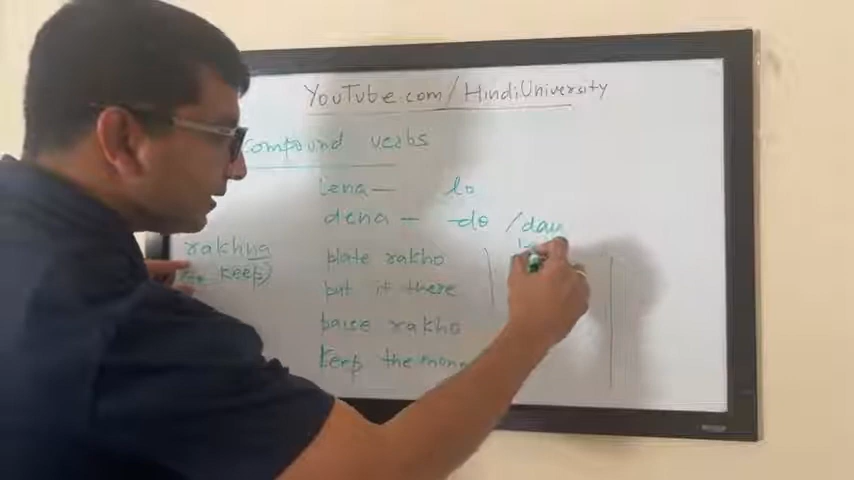 YouTube.com/HindiUniversity
compound verbs
lena — lo
dena — do /day
rakhna
keep)
plate rakho
put it there
paise rakho
keep the